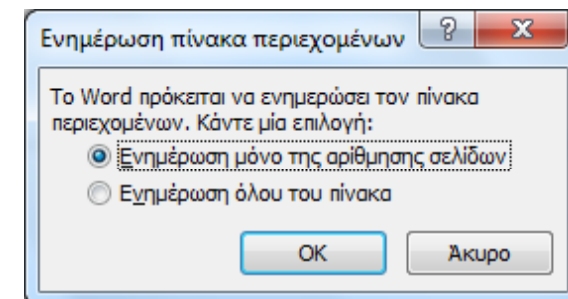 Ενημέρωση πίνακα περιεχομένων
Το Word πρόκειται να ενημερώσει τον πίνακα
περιεχομένων. Κάντε μία επιλογή:
Ενημέρωση μόνο της αρίθμησης σελίδων
Ενημέρωση όλου του πίνακα
OK Άκυρο